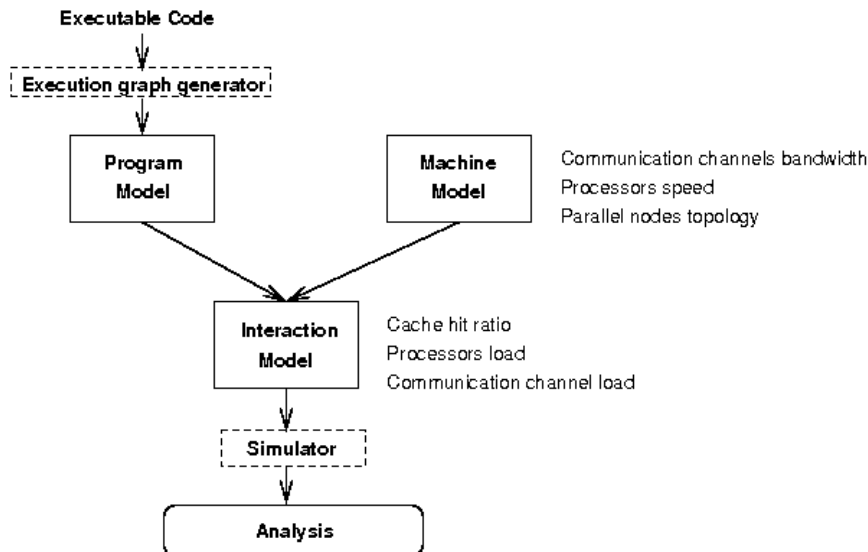 Executable Code
Execution graph generator
Program
Model
Machine
Model
Communication channels bandwidth
Processors speed
Parallel nodes topology
Interaction
Model
Cache hit ratio
Processors load
Communication channel load
Simulator
Analysis